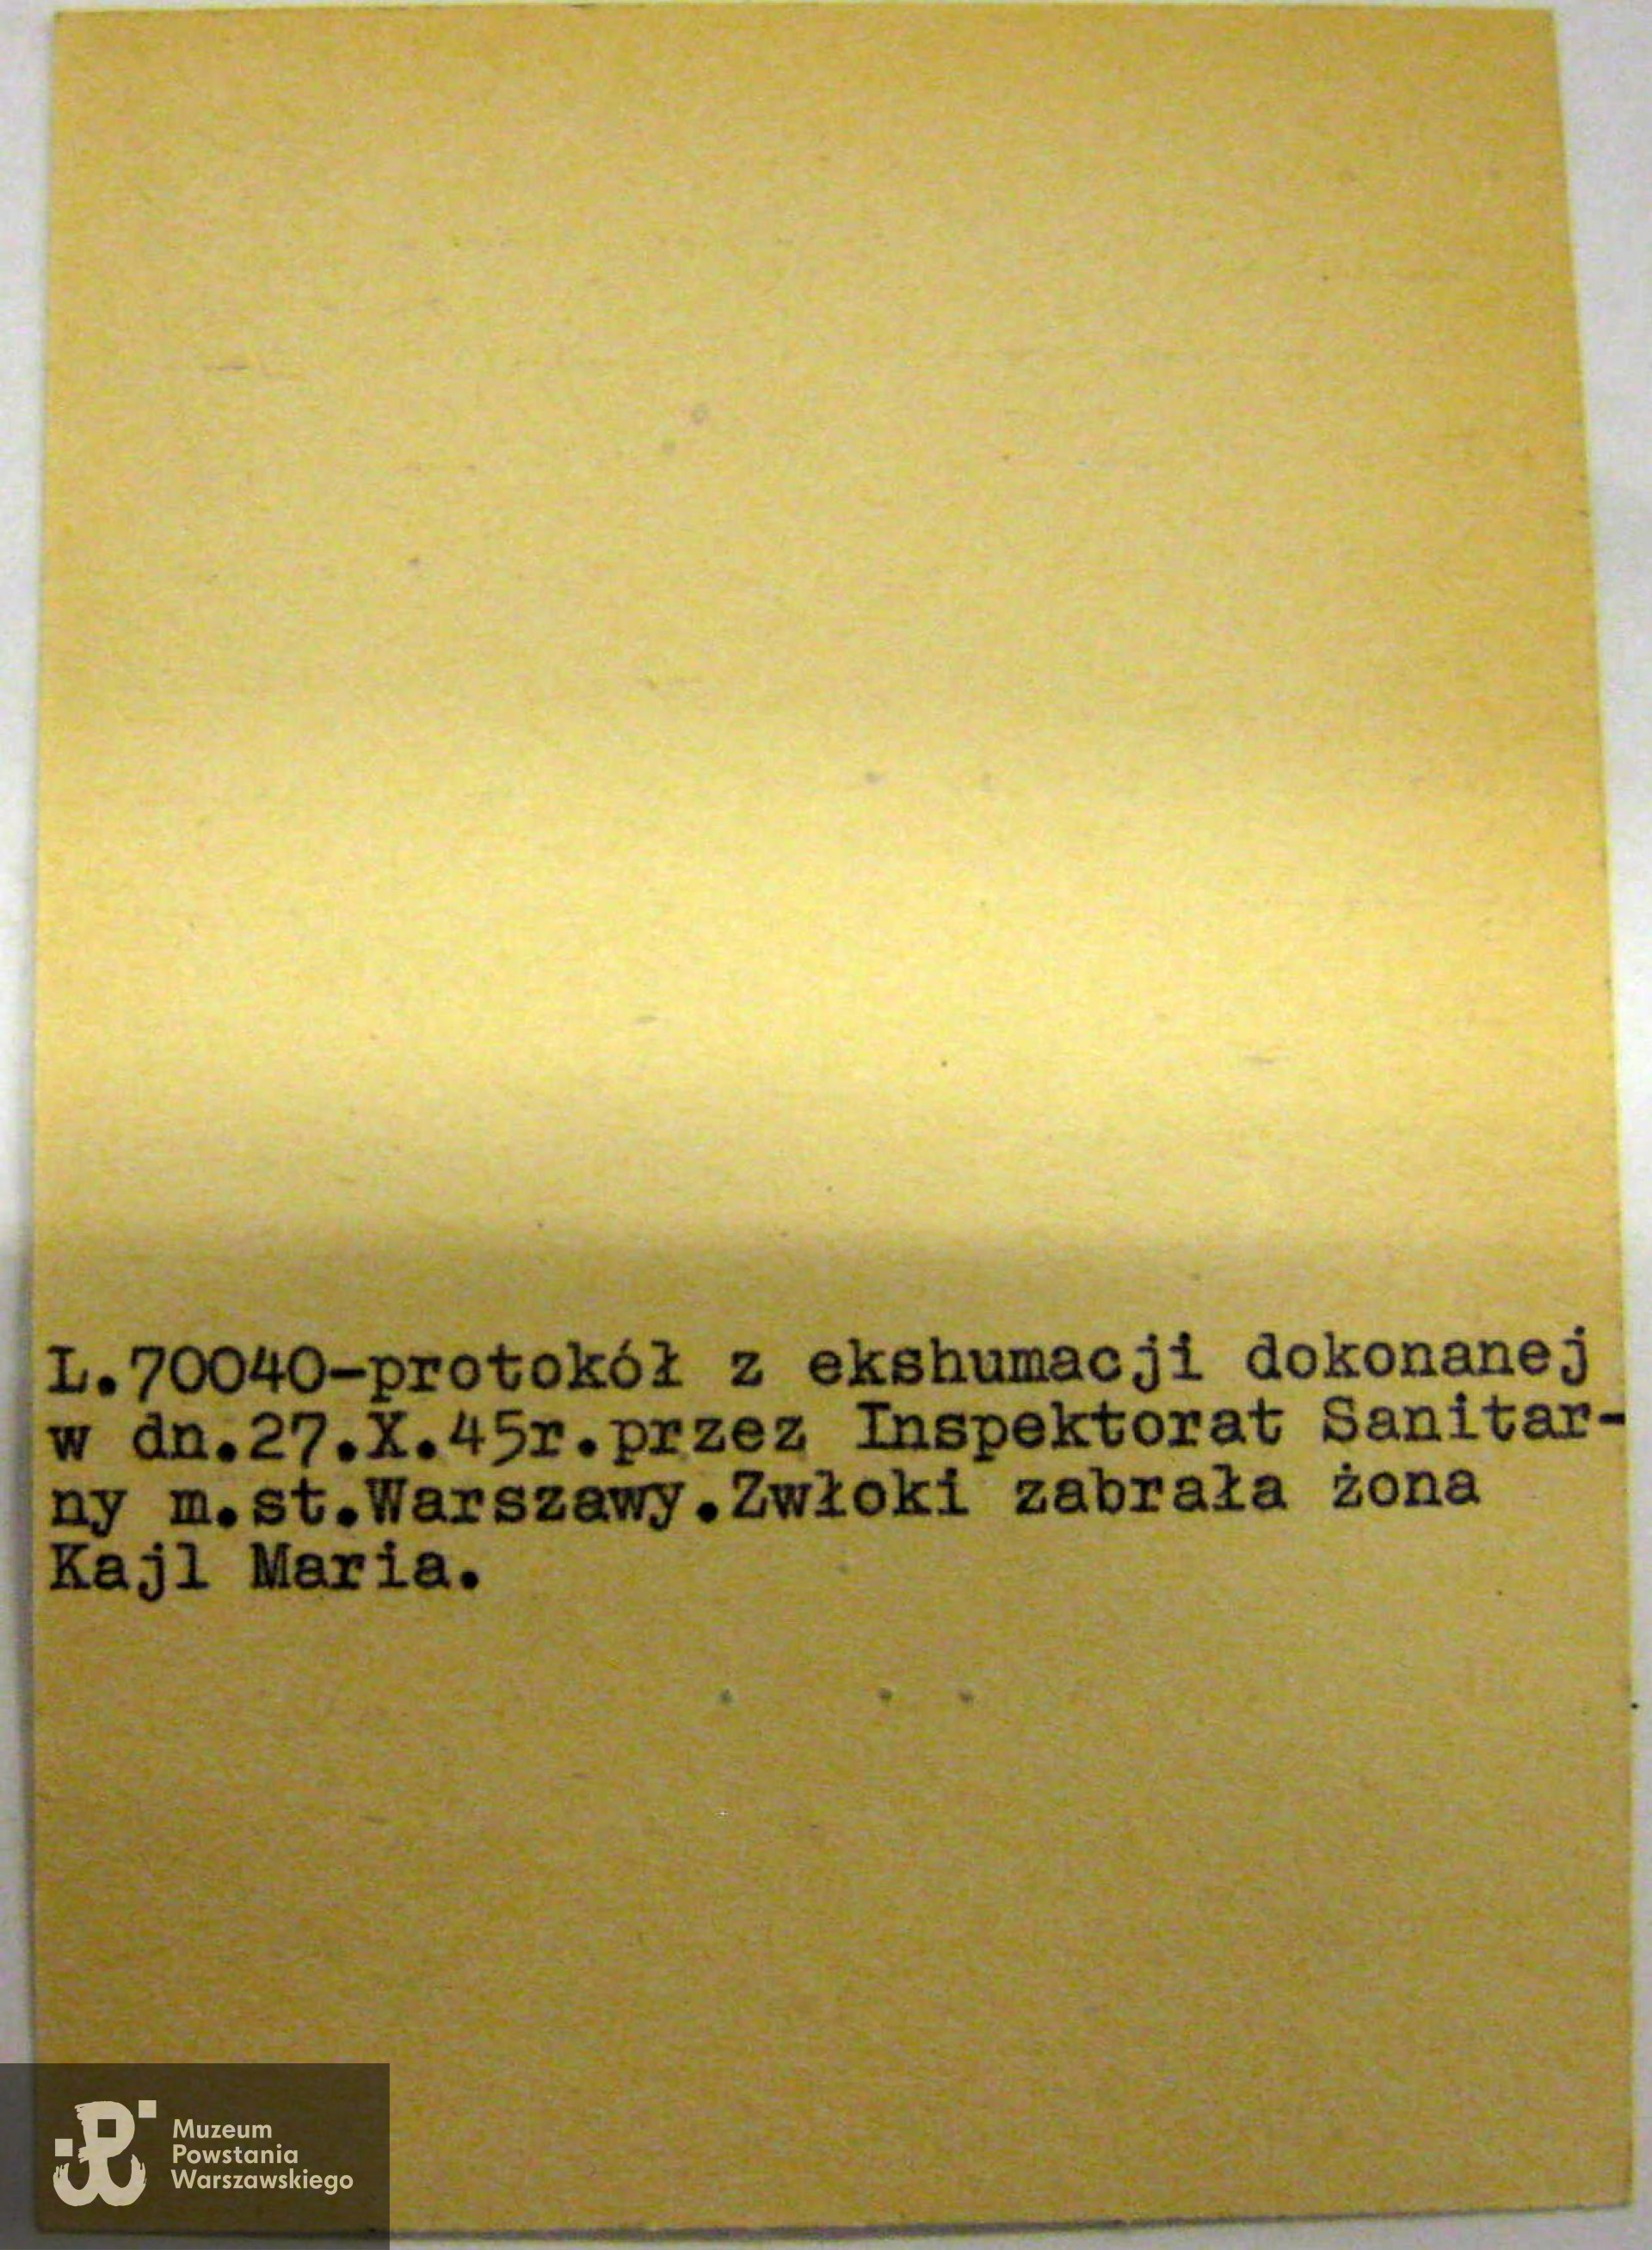 L.70040-protokół z ekshumacji dokonanej
w dn.27.X.45r.przez Inspektorat Sanitar-
ny m.st.Warszawy.Zwłoki zabrała żona
Kajl Maria.
Muzeum
Powstania
Warszawskiego